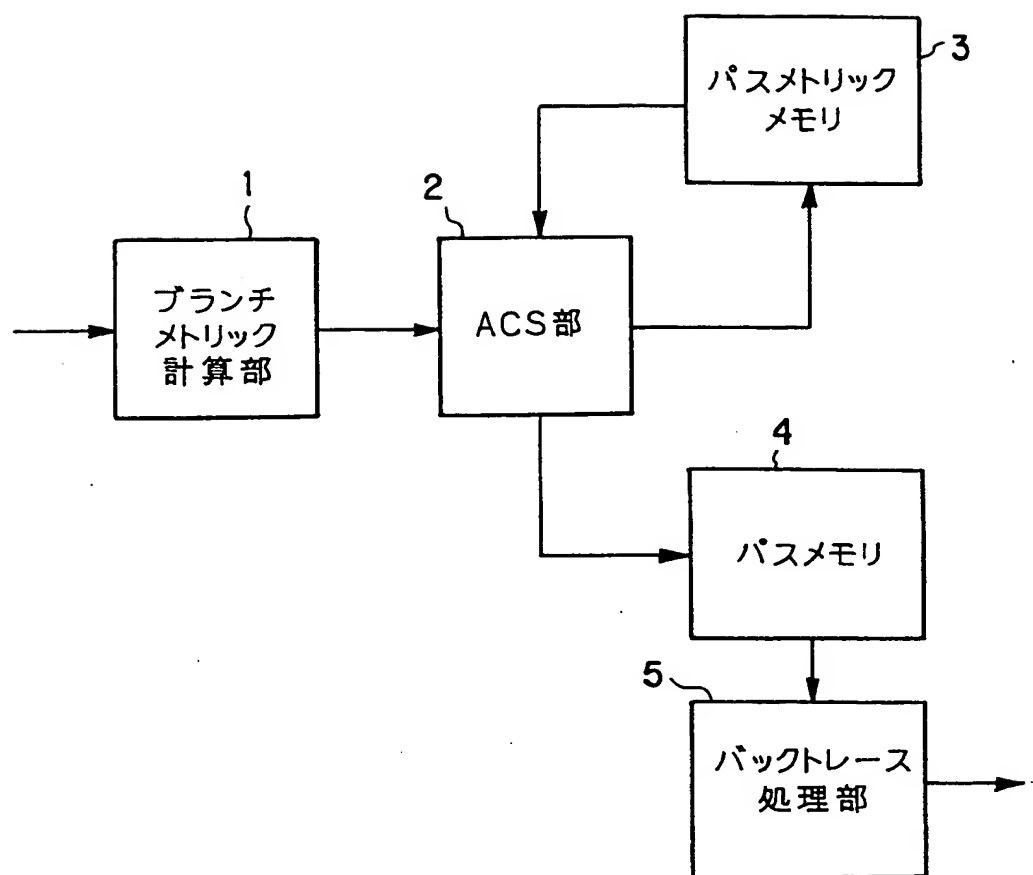 3
パスメトリック
メモリ
1
2
ブランチ
メトリック
計算部
ACS部
4
パスメモリ
5
バックトレース
処理部